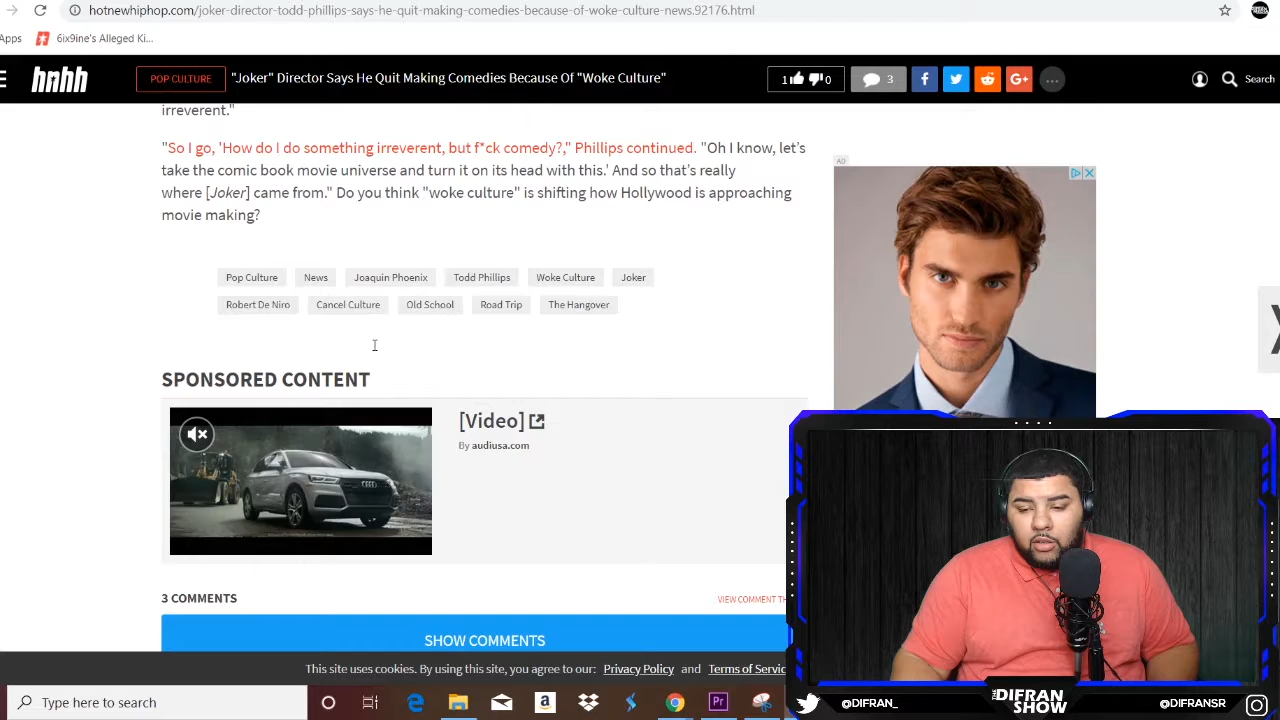 hotnewhiphop.com/joker-director-todd-phillips-says-he-quit-making-comedies-because-of-woke-culture-news.92176.html
Apps 6ix9ine's Alleged Ki...
hnhh POP CULTURE "Joker" Director Says He Quit Making Comedies Because Of "Woke Culture" 1 0 3 G+ ... Search
irreverent."
"So I go, 'How do I do something irreverent, but f*ck comedy?," Phillips continued. "Oh I know, let's
take the comic book movie universe and turn it on its head with this.' And so that's really
where [Joker] came from." Do you think "woke culture" is shifting how Hollywood is approaching
movie making?
AD
Pop Culture News Joaquin Phoenix Todd Phillips Woke Culture Joker
Robert De Niro Cancel Culture Old School Road Trip The Hangover
SPONSORED CONTENT
[Video]
By audiusa.com
3 COMMENTS
VIEW COMMENT
SHOW COMMENTS
This site uses cookies. By using this site, you agree to our: Privacy Policy and Terms of Servic
Type here to search
@DIFRAN_ THE DIFRAN SHOW @DIFRANSR